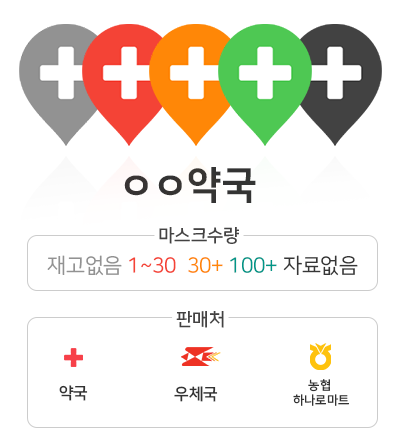 ㅇㅇ약국
마스크수량
재고없음 1~30 30+ 100+ 자료없음
판매처
약국
우체국
농협
하나로마트